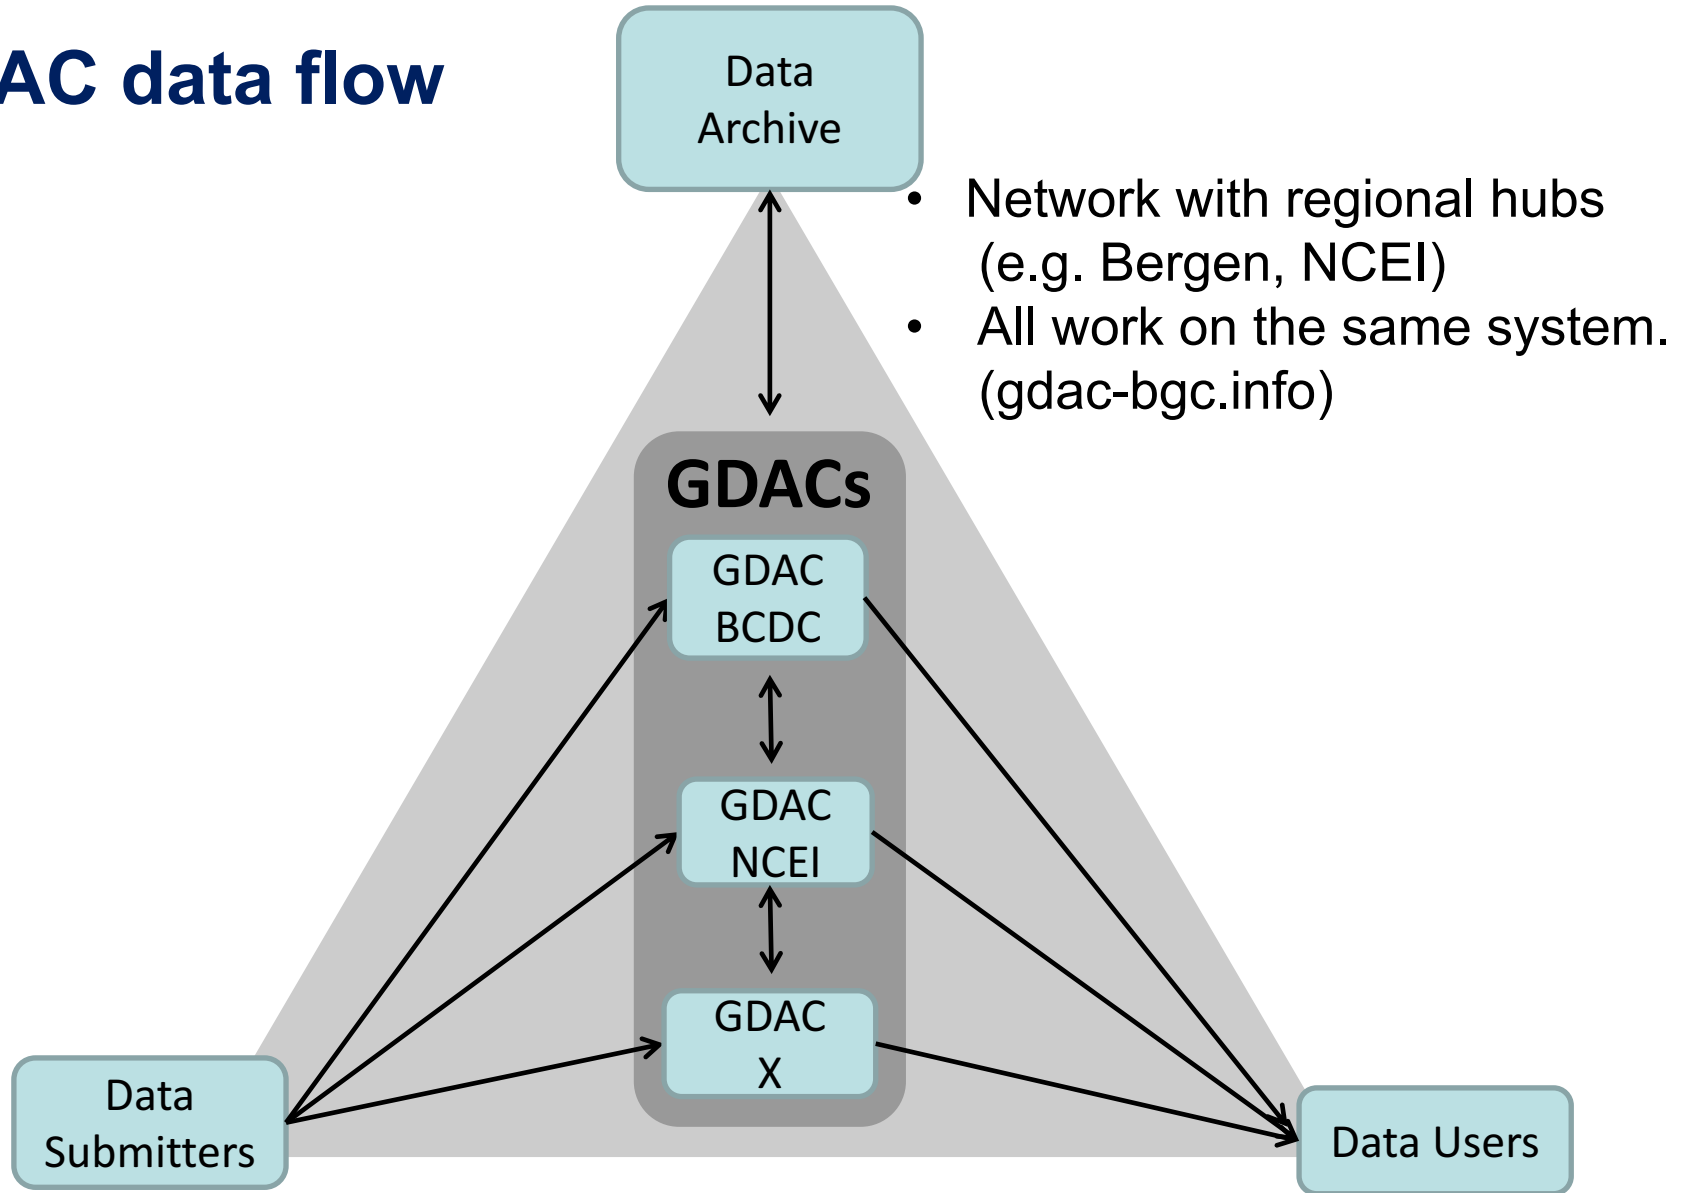 AC data flow
Data
Archive
• Network with regional hubs
(e.g. Bergen, NCEI)
• All work on the same system.
(gdac-bgc.info)
GDACs
GDAC
BCDC
GDAC
NCEI
GDAC
X
Data
Submitters
Data Users